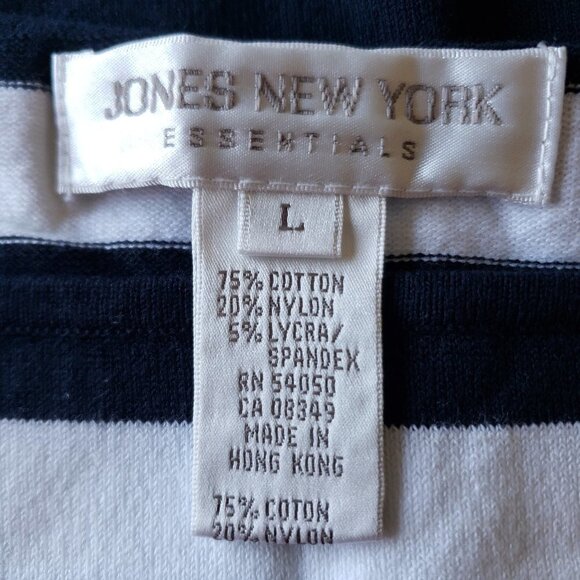 JONES NEW YORK
ESSENTIALS
L
75% COTTON
20% NYLON
5% LYCRA/
SPANDEX
RN 54050
CA 08349
MADE IN
HONG KONG
75% COTON
20% NYLON